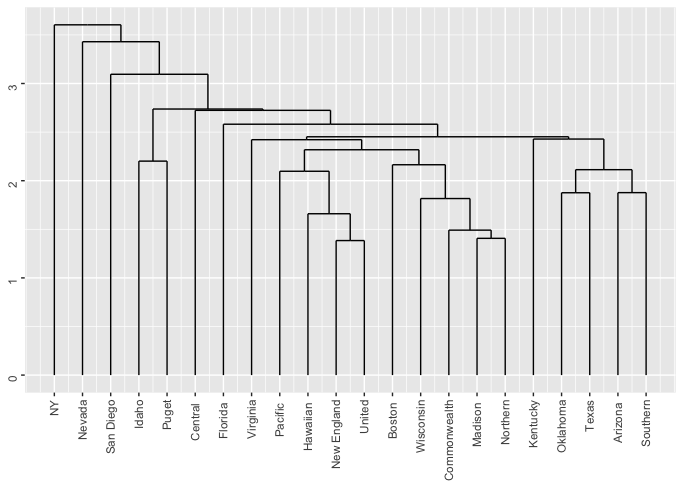 3
2
1
0
NY
Nevada
San Diego
Idaho
Puget
Central
Florida
Virginia
Pacific
Hawaiian
New England
United
Boston
Wisconsin
Commonwealth
Madison
Northern
Kentucky
Oklahoma
Texas
Arizona
Southern